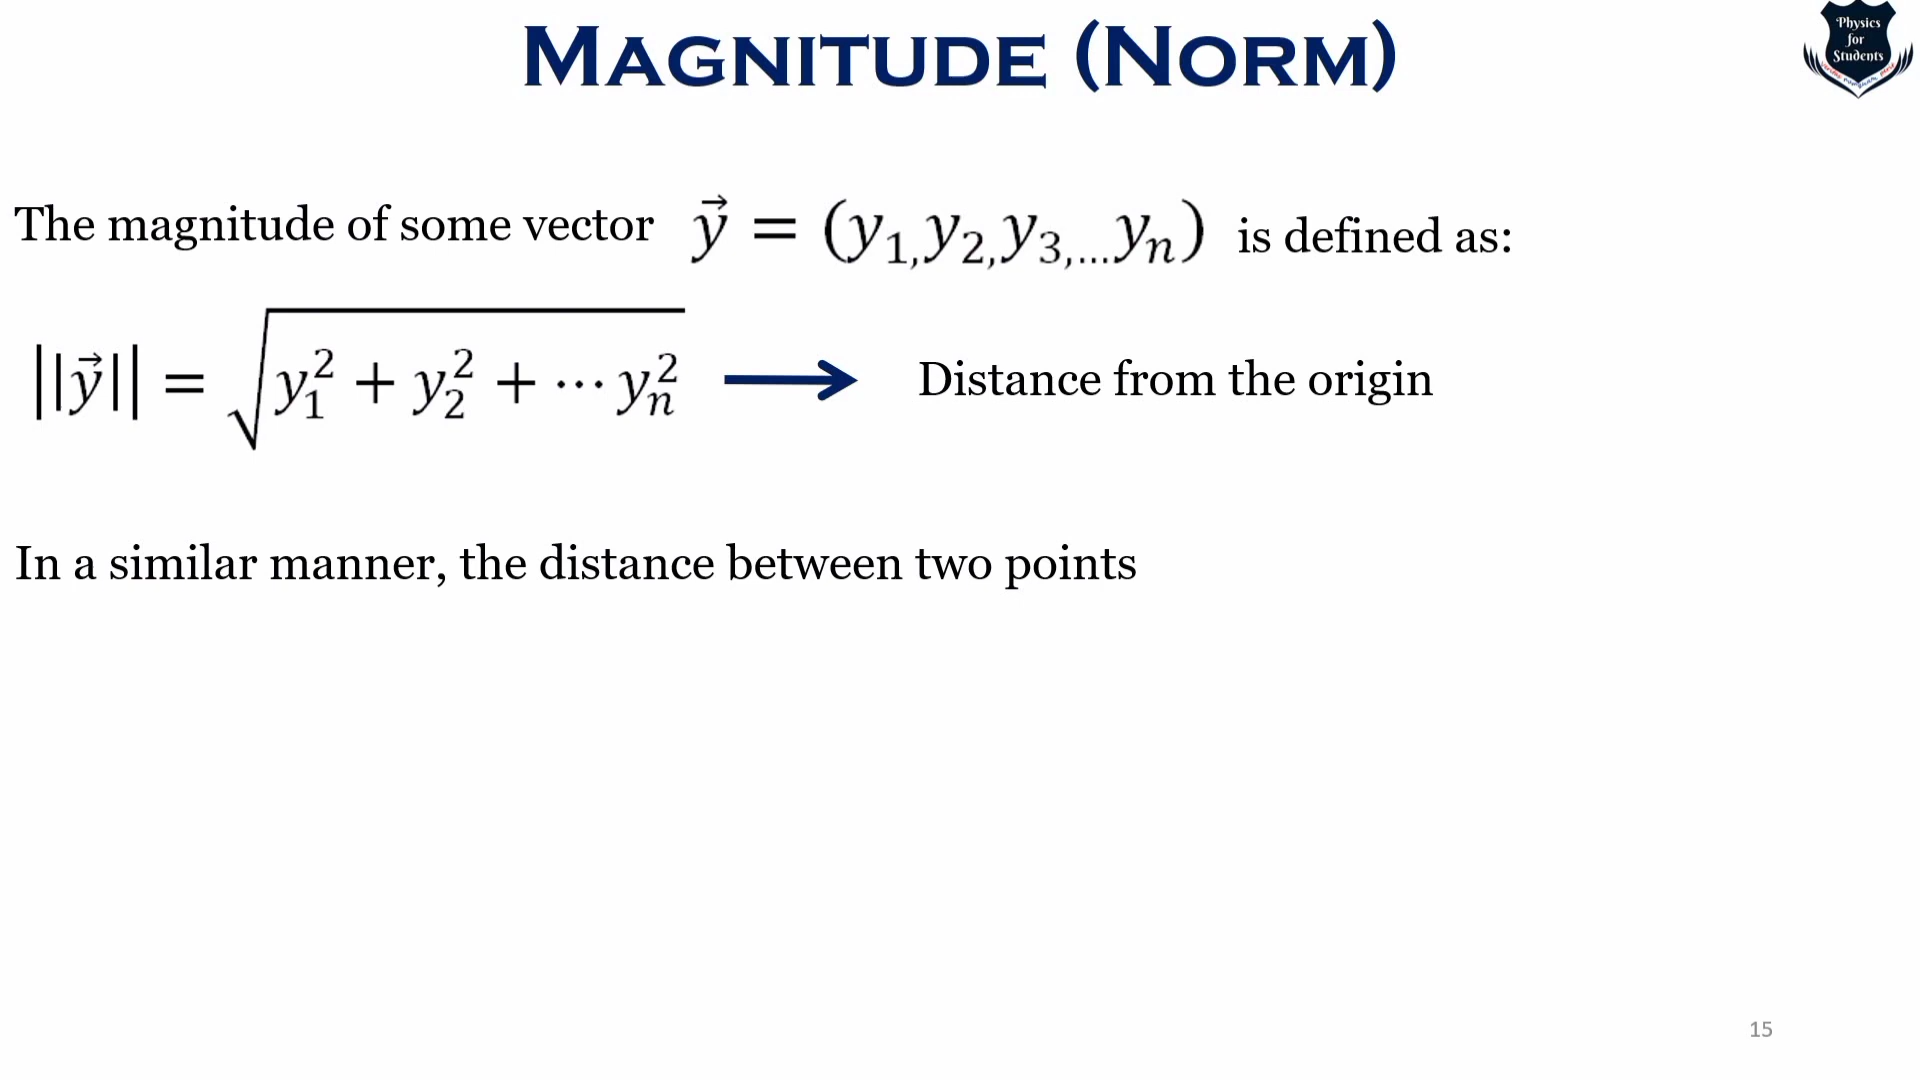 MAGNITUDE (NORM)
Physics
for
Students
The magnitude of some vector y⃗ = (y₁,y₂,y₃,…yₙ) is defined as:
||y⃗|| = √(y₁² + y₂² + ⋯ yₙ²) → Distance from the origin
In a similar manner, the distance between two points
15